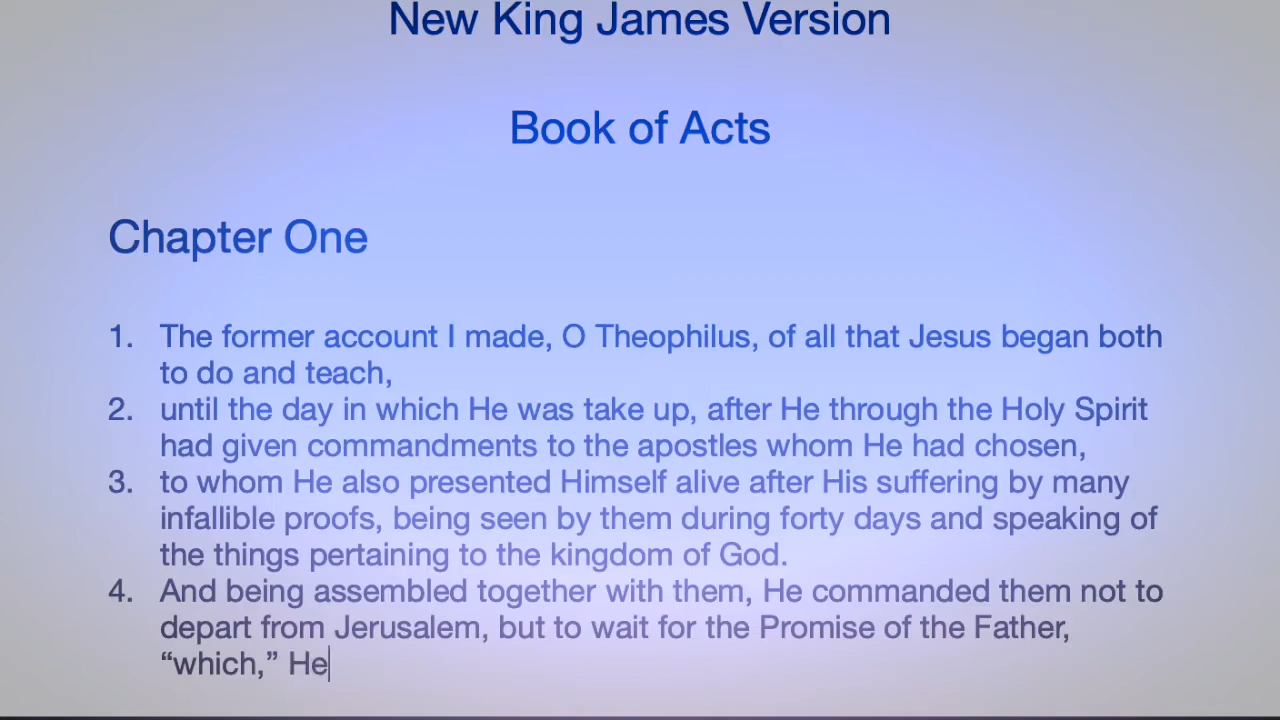 New King James Version
Book of Acts
Chapter One
1. The former account I made, O Theophilus, of all that Jesus began both
to do and teach,
2. until the day in which He was take up, after He through the Holy Spirit
had given commandments to the apostles whom He had chosen,
3. to whom He also presented Himself alive after His suffering by many
infallible proofs, being seen by them during forty days and speaking of
the things pertaining to the kingdom of God.
4. And being assembled together with them, He commanded them not to
depart from Jerusalem, but to wait for the Promise of the Father,
“which,” He